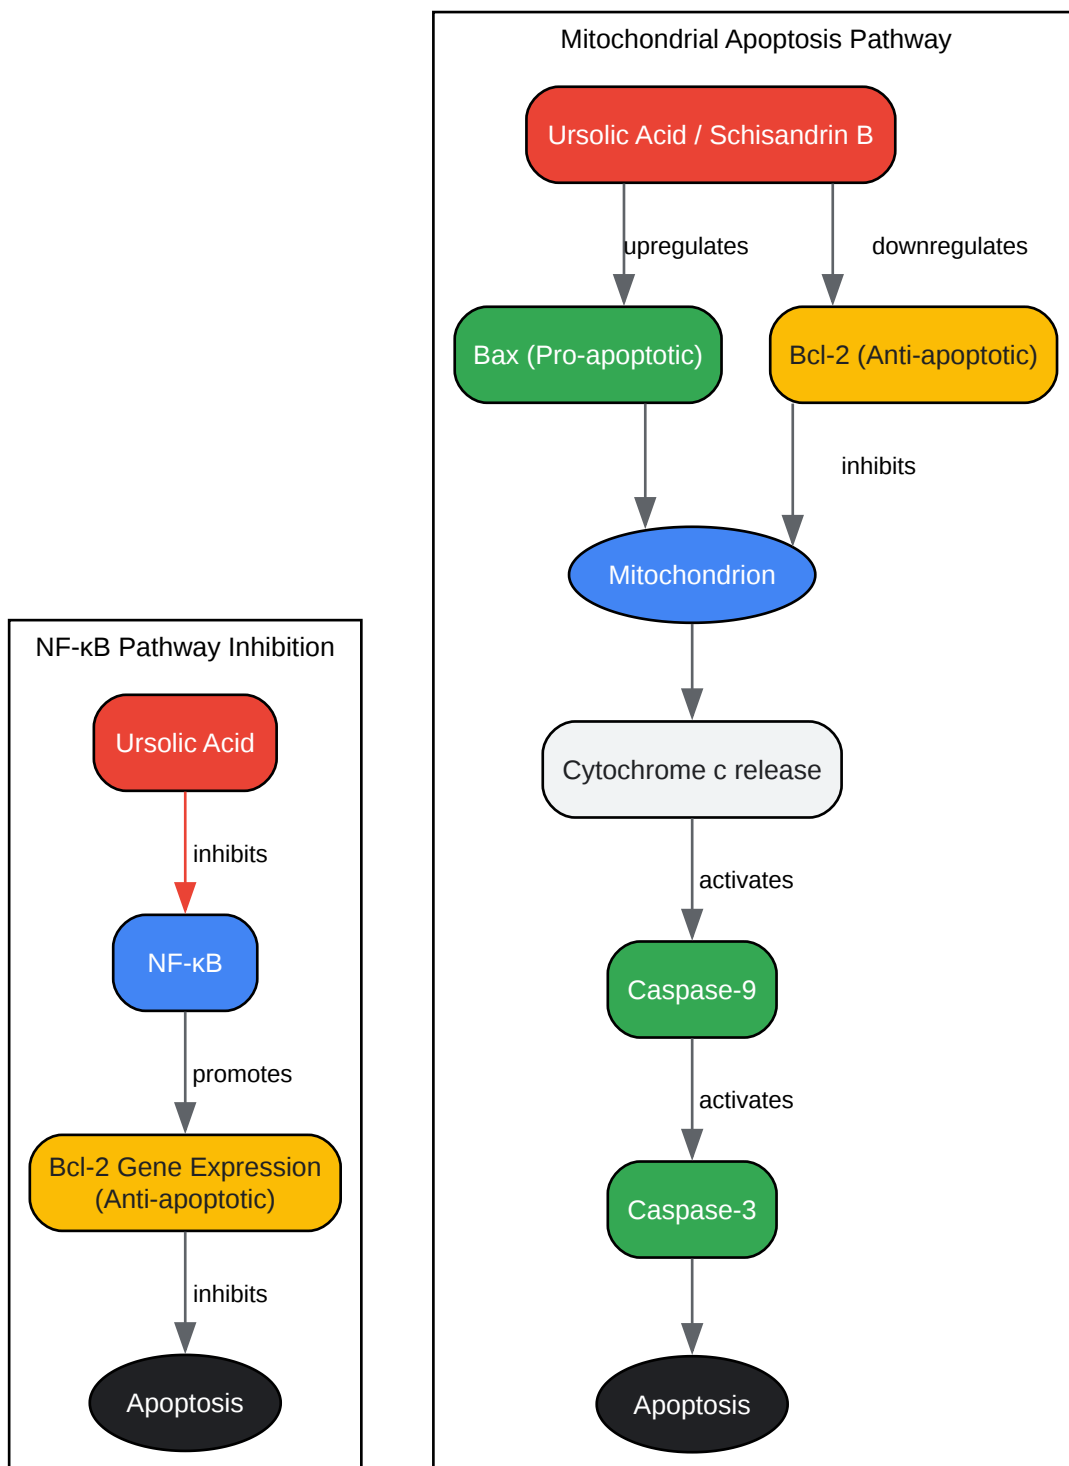 Mitochondrial Apoptosis Pathway
Ursolic Acid / Schisandrin B
upregulates
downregulates
Bax (Pro-apoptotic)
Bcl-2 (Anti-apoptotic)
inhibits
Mitochondrion
Cytochrome c release
activates
Caspase-9
activates
Caspase-3
Apoptosis
NF-κB Pathway Inhibition
Ursolic Acid
inhibits
NF-κB
promotes
Bcl-2 Gene Expression
(Anti-apoptotic)
inhibits
Apoptosis